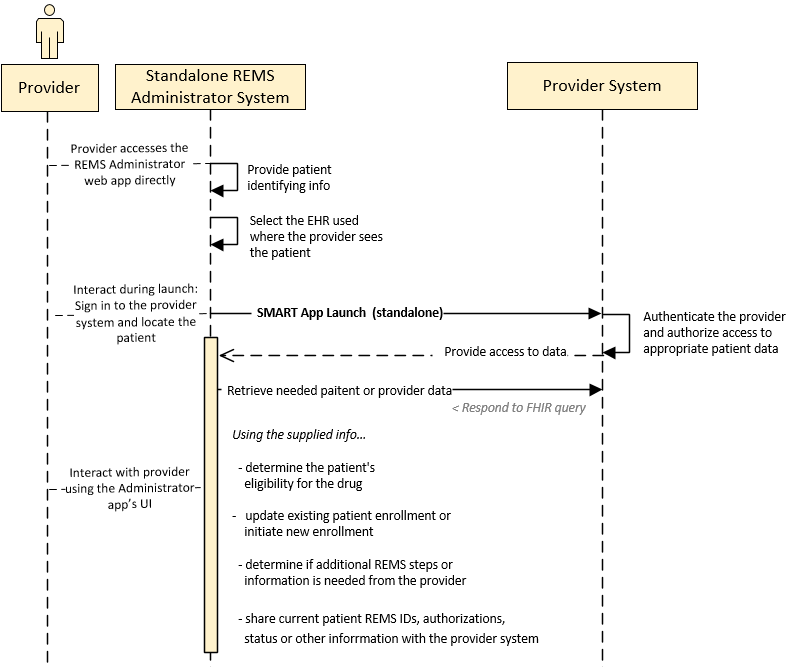 Provider
Standalone REMS
Administrator System
Provider System
Provider accesses the
REMS Administrator
web app directly
Provide patient
identifying info
Select the EHR used
where the provider sees
the patient
Interact during launch:
Sign in to the provider
system and locate the
patient
SMART App Launch (standalone)
Authenticate the provider
and authorize access to
appropriate patient data
Provide access to data
Retrieve needed paitent or provider data
< Respond to FHIR query
Using the supplied info...
- determine the patient's
eligibility for the drug
Interact with provider
using the Administrator
app's UI
- update existing patient enrollment or
initiate new enrollment
- determine if additional REMS steps or
information is needed from the provider
- share current patient REMS IDs, authorizations,
status or other inforrmation with the provider system